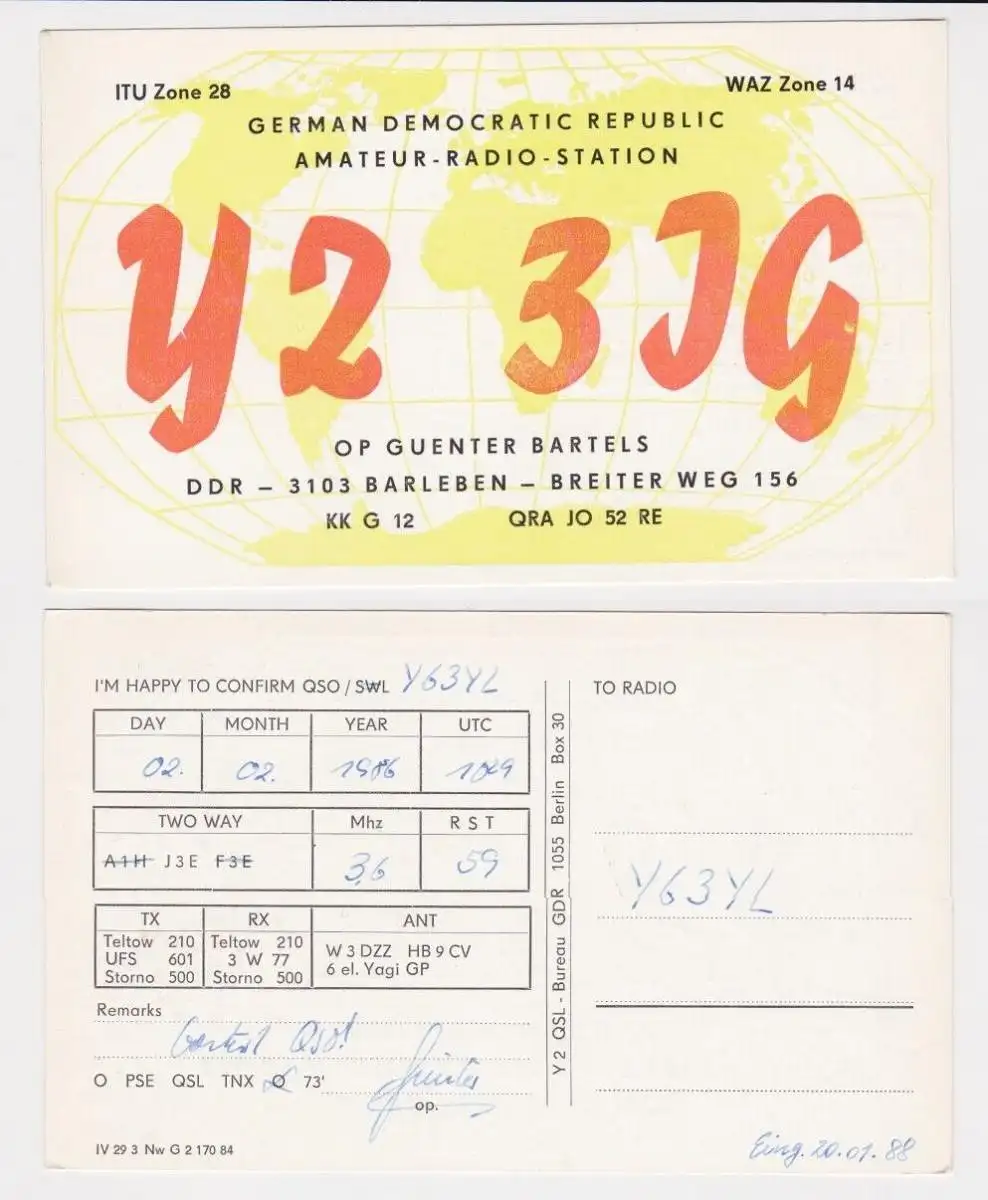 ITU Zone 28 WAZ Zone 14
GERMAN DEMOCRATIC REPUBLIC
AMATEUR-RADIO-STATION
Y2 3JG
OP GUENTER BARTELS
DDR – 3103 BARLEBEN – BREITER WEG 156
KK G 12 QRA JO 52 RE
I'M HAPPY TO CONFIRM QSO / SWL Y63YL
DAY MONTH YEAR UTC
02. 02. 1986
TWO WAY Mhz R S T
A1H J3E F3E 3,6 59
TX RX ANT
Teltow 210 Teltow 210 W 3 DZZ HB 9 CV
UFS 601 3 W 77 6 el. Yagi GP
Storno 500 Storno 500
Remarks
QSO!
O PSE QSL TNX O 73'
Günter
op.
IV 29 3 Nw G 2 170 84
Y 2 QSL - Bureau GDR 1055 Berlin Box 30
TO RADIO
Y63YL
Eing. 20.01.88